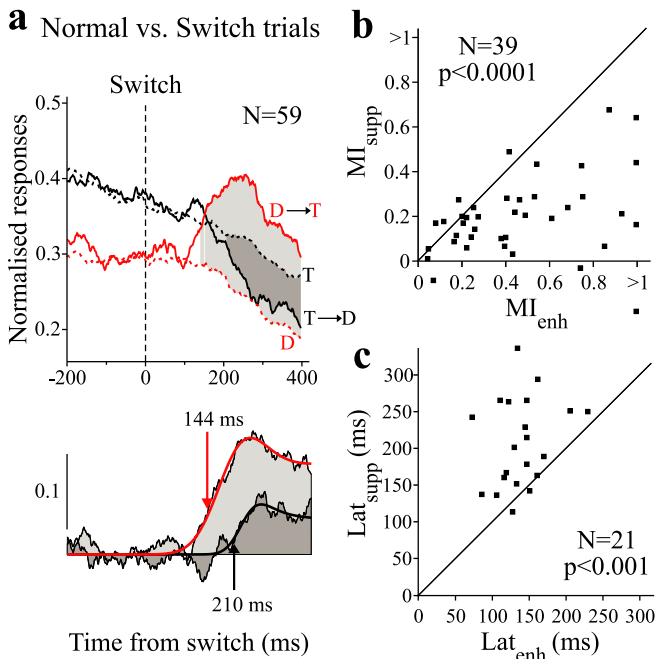 a Normal vs. Switch trials
Switch
N=59
Normalised responses
0.5
0.4
0.3
0.2
D→T
T
T→D
D
-200 0 200 400
144 ms
0.1
210 ms
Time from switch (ms)
b
N=39
p<0.0001
MIsupp
>1
0.8
0.6
0.4
0.2
0
0 0.2 0.4 0.6 0.8 >1
MIenh
c
Latsupp (ms)
300
250
200
150
100
50
0
N=21
p<0.001
0 50 100 150 200 250 300
Latenh (ms)